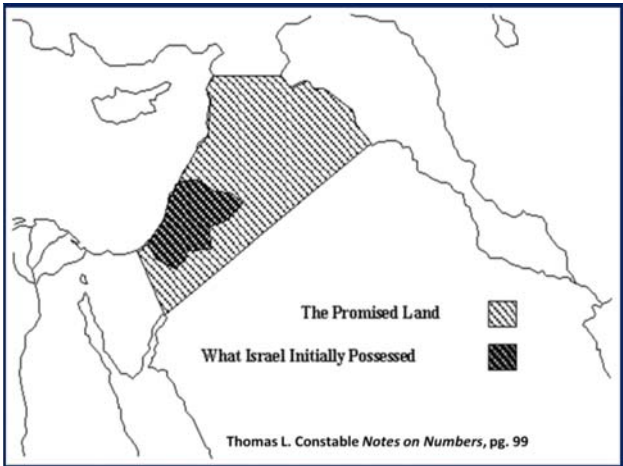 The Promised Land
What Israel Initially Possessed
Thomas L. Constable Notes on Numbers, pg. 99